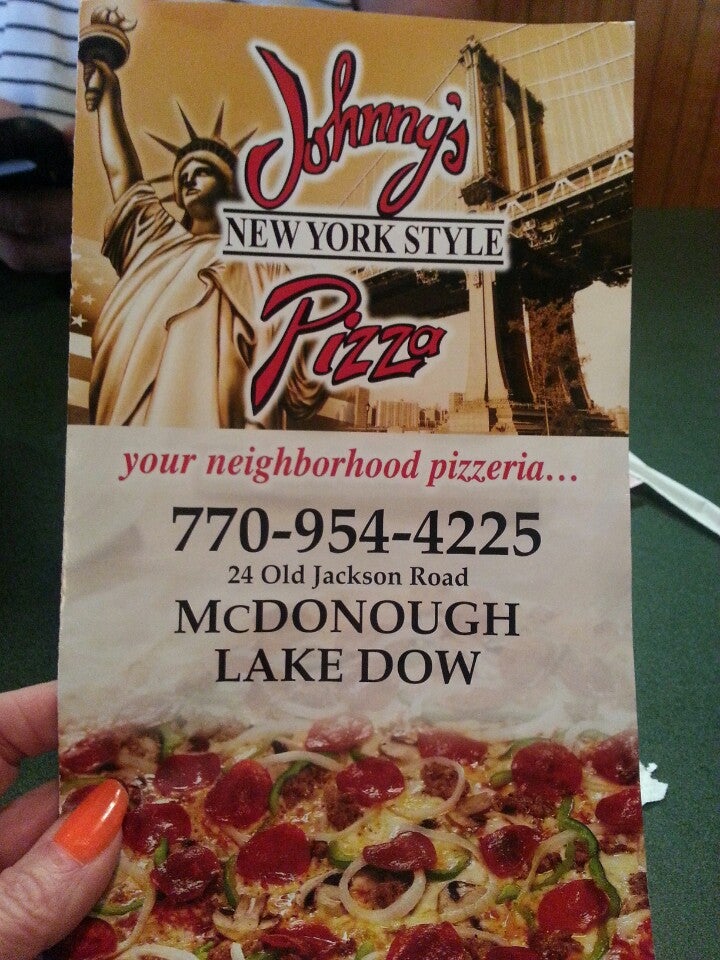 Johnny's
NEW YORK STYLE
Pizza
your neighborhood pizzeria...
770-954-4225
24 Old Jackson Road
McDONOUGH
LAKE DOW